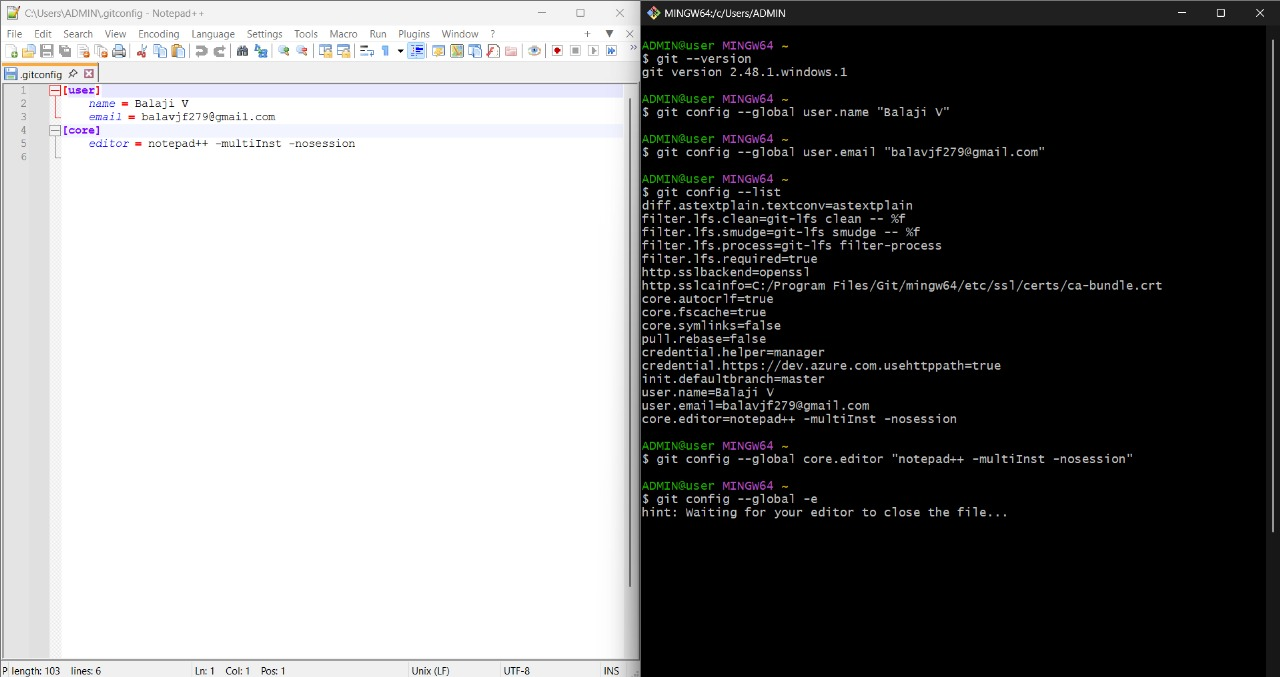 C:\Users\ADMIN\.gitconfig - Notepad++
File Edit Search View Encoding Language Settings Tools Macro Run Plugins Window ?
.gitconfig
1 [user]
2 name = Balaji V
3 email = balavjf279@gmail.com
4 [core]
5 editor = notepad++ -multiInst -nosession
6
P length: 103 lines: 6 Ln: 1 Col: 1 Pos: 1 Unix (LF) UTF-8 INS
MINGW64:/c/Users/ADMIN
ADMIN@user MINGW64 ~
$ git --version
git version 2.48.1.windows.1
ADMIN@user MINGW64 ~
$ git config --global user.name "Balaji V"
ADMIN@user MINGW64 ~
$ git config --global user.email "balavjf279@gmail.com"
ADMIN@user MINGW64 ~
$ git config --list
diff.astextplain.textconv=astextplain
filter.lfs.clean=git-lfs clean -- %f
filter.lfs.smudge=git-lfs smudge -- %f
filter.lfs.process=git-lfs filter-process
filter.lfs.required=true
http.sslbackend=openssl
http.sslcainfo=C:/Program Files/Git/mingw64/etc/ssl/certs/ca-bundle.crt
core.autocrlf=true
core.fscache=true
core.symlinks=false
pull.rebase=false
credential.helper=manager
credential.https://dev.azure.com.usehttppath=true
init.defaultbranch=master
user.name=Balaji V
user.email=balavjf279@gmail.com
core.editor=notepad++ -multiInst -nosession
ADMIN@user MINGW64 ~
$ git config --global core.editor "notepad++ -multiInst -nosession"
ADMIN@user MINGW64 ~
$ git config --global -e
hint: Waiting for your editor to close the file...